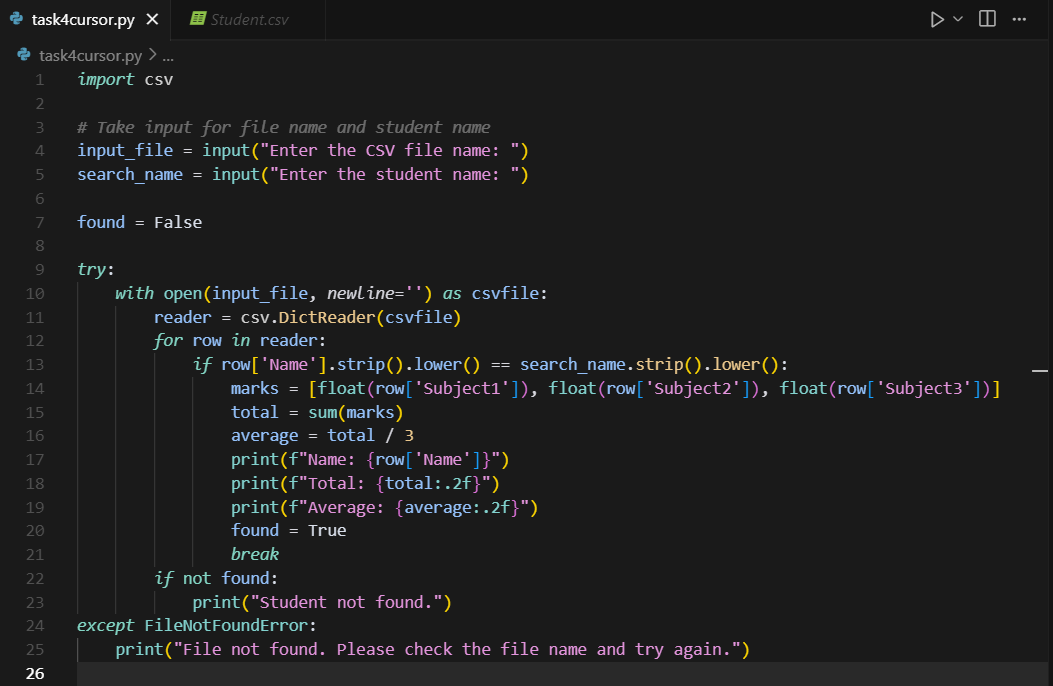 task4cursor.py
Student.csv
task4cursor.py > ...
1 import csv
2
3 # Take input for file name and student name
4 input_file = input("Enter the CSV file name: ")
5 search_name = input("Enter the student name: ")
6
7 found = False
8
9 try:
10     with open(input_file, newline='') as csvfile:
11         reader = csv.DictReader(csvfile)
12         for row in reader:
13             if row['Name'].strip().lower() == search_name.strip().lower():
14                 marks = [float(row['Subject1']), float(row['Subject2']), float(row['Subject3'])]
15                 total = sum(marks)
16                 average = total / 3
17                 print(f"Name: {row['Name']}")
18                 print(f"Total: {total:.2f}")
19                 print(f"Average: {average:.2f}")
20                 found = True
21                 break
22         if not found:
23             print("Student not found.")
24 except FileNotFoundError:
25     print("File not found. Please check the file name and try again.")
26